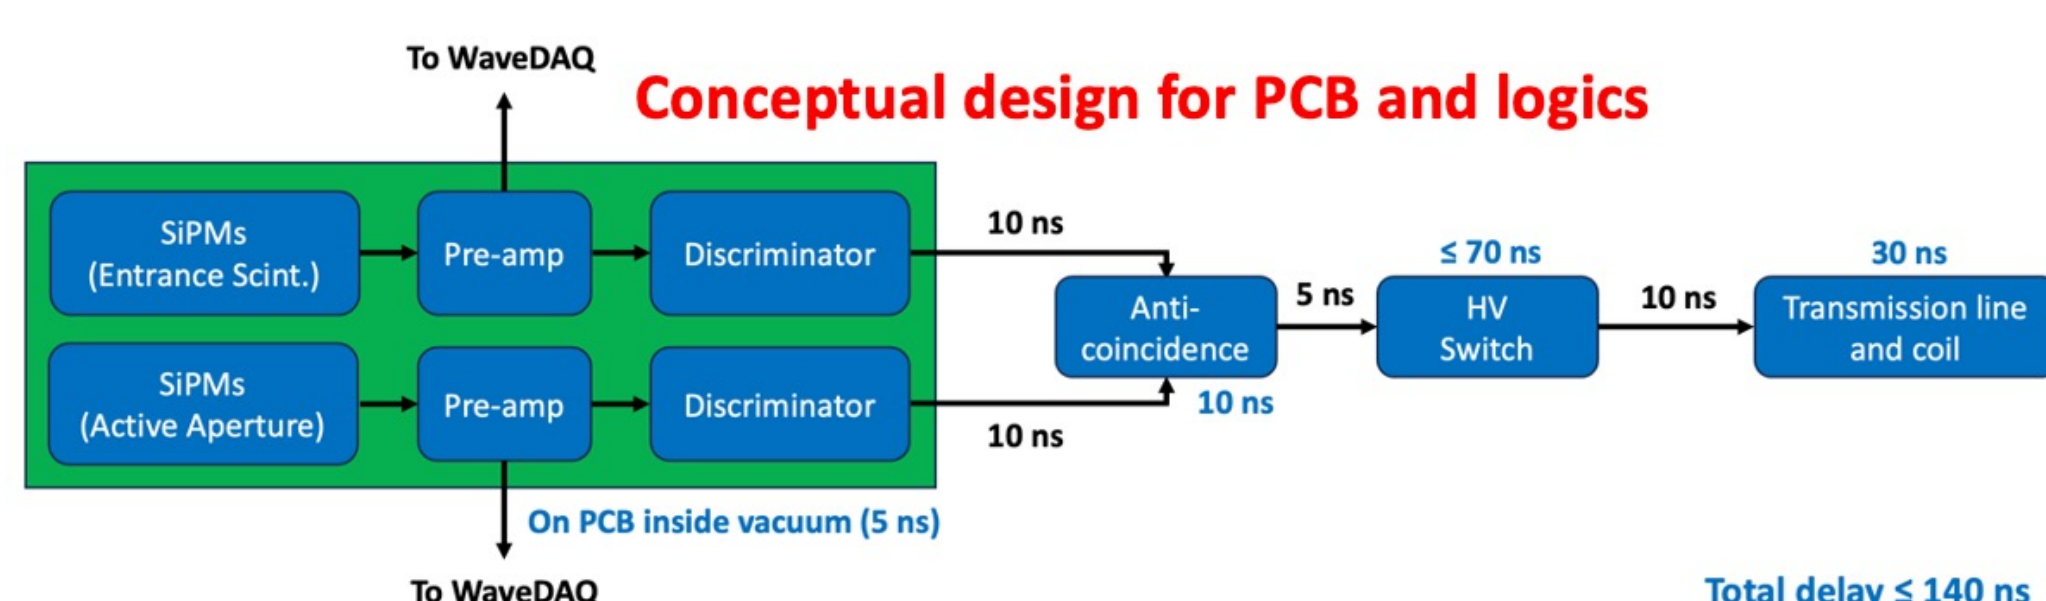 To WaveDAQ
Conceptual design for PCB and logics
SiPMs
(Entrance Scint.)
Pre-amp
Discriminator
10 ns
SiPMs
(Active Aperture)
Pre-amp
Discriminator
10 ns
Anti-
coincidence
10 ns
5 ns
≤ 70 ns
HV
Switch
10 ns
30 ns
Transmission line
and coil
On PCB inside vacuum (5 ns)
To WaveDAQ
Total delay ≤ 140 ns